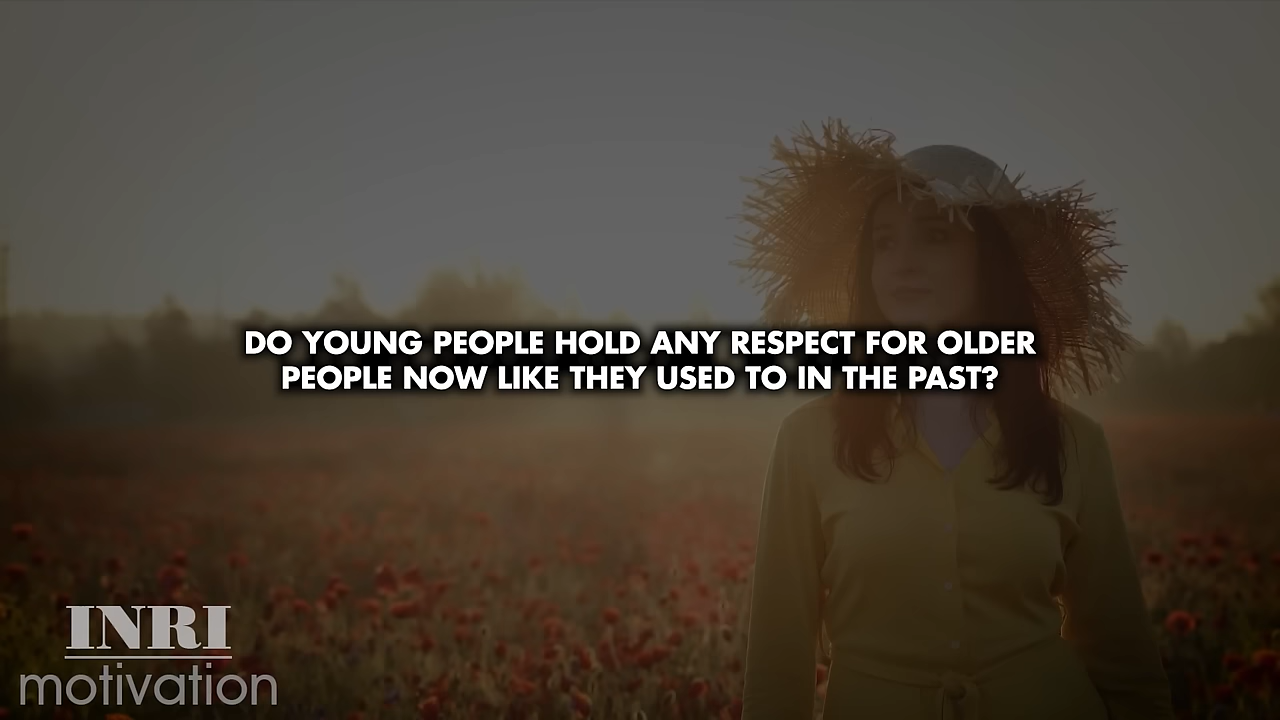 DO YOUNG PEOPLE HOLD ANY RESPECT FOR OLDER
PEOPLE NOW LIKE THEY USED TO IN THE PAST?
INRI
motivation